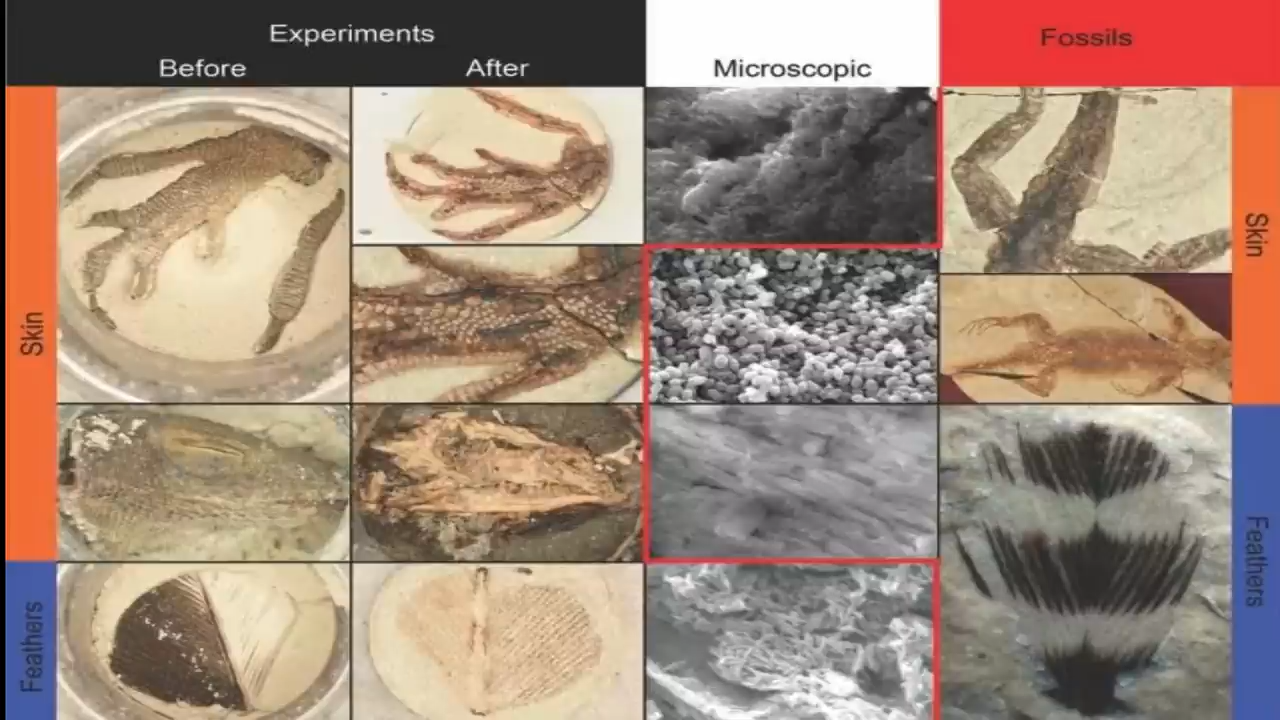 Experiments
Before
After
Microscopic
Fossils
Skin
Skin
Feathers
Feathers